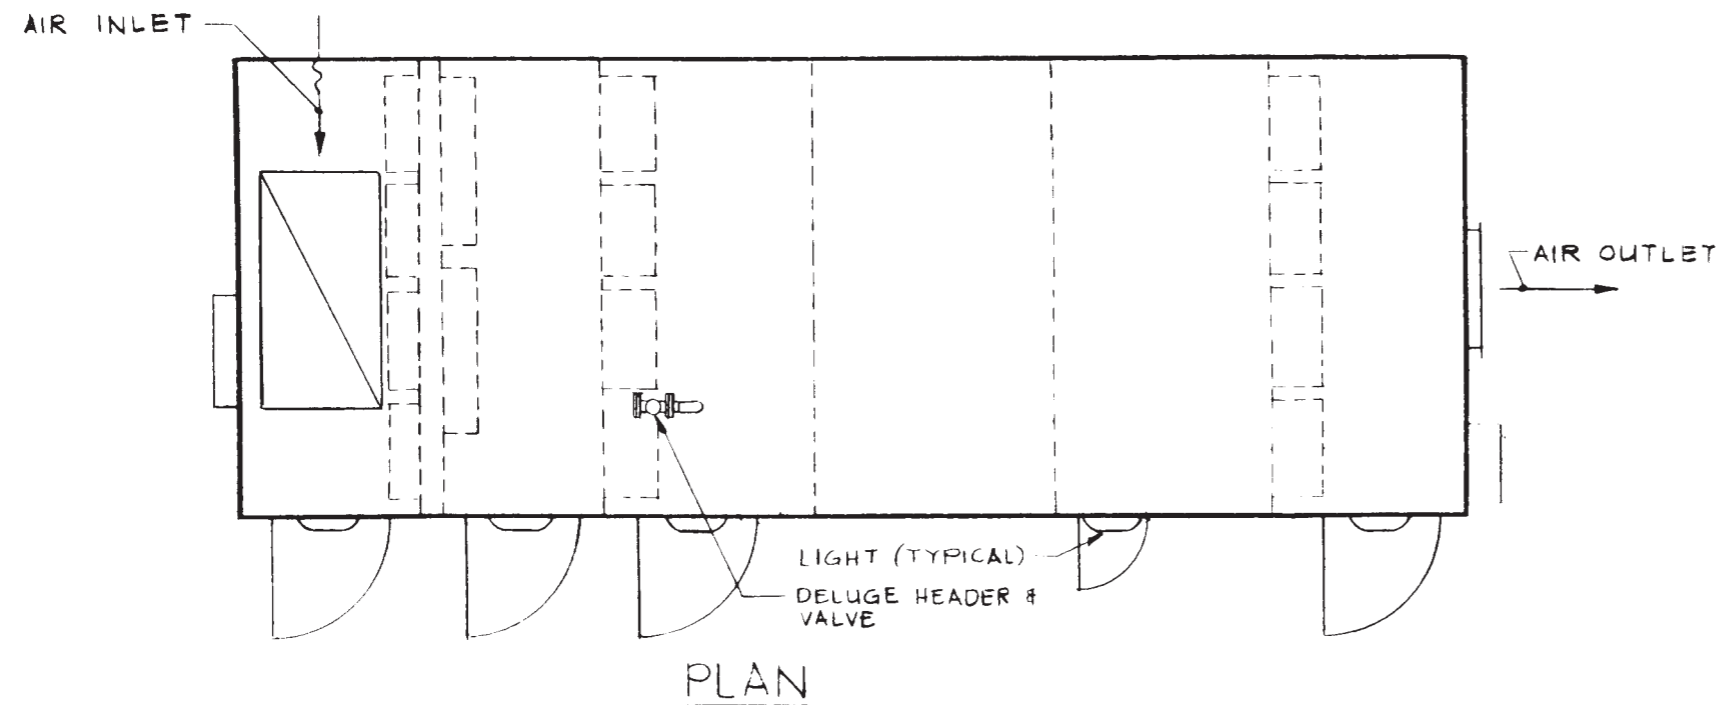 AIR INLET
AIR OUTLET
LIGHT (TYPICAL)
DELUGE HEADER &
VALVE
PLAN